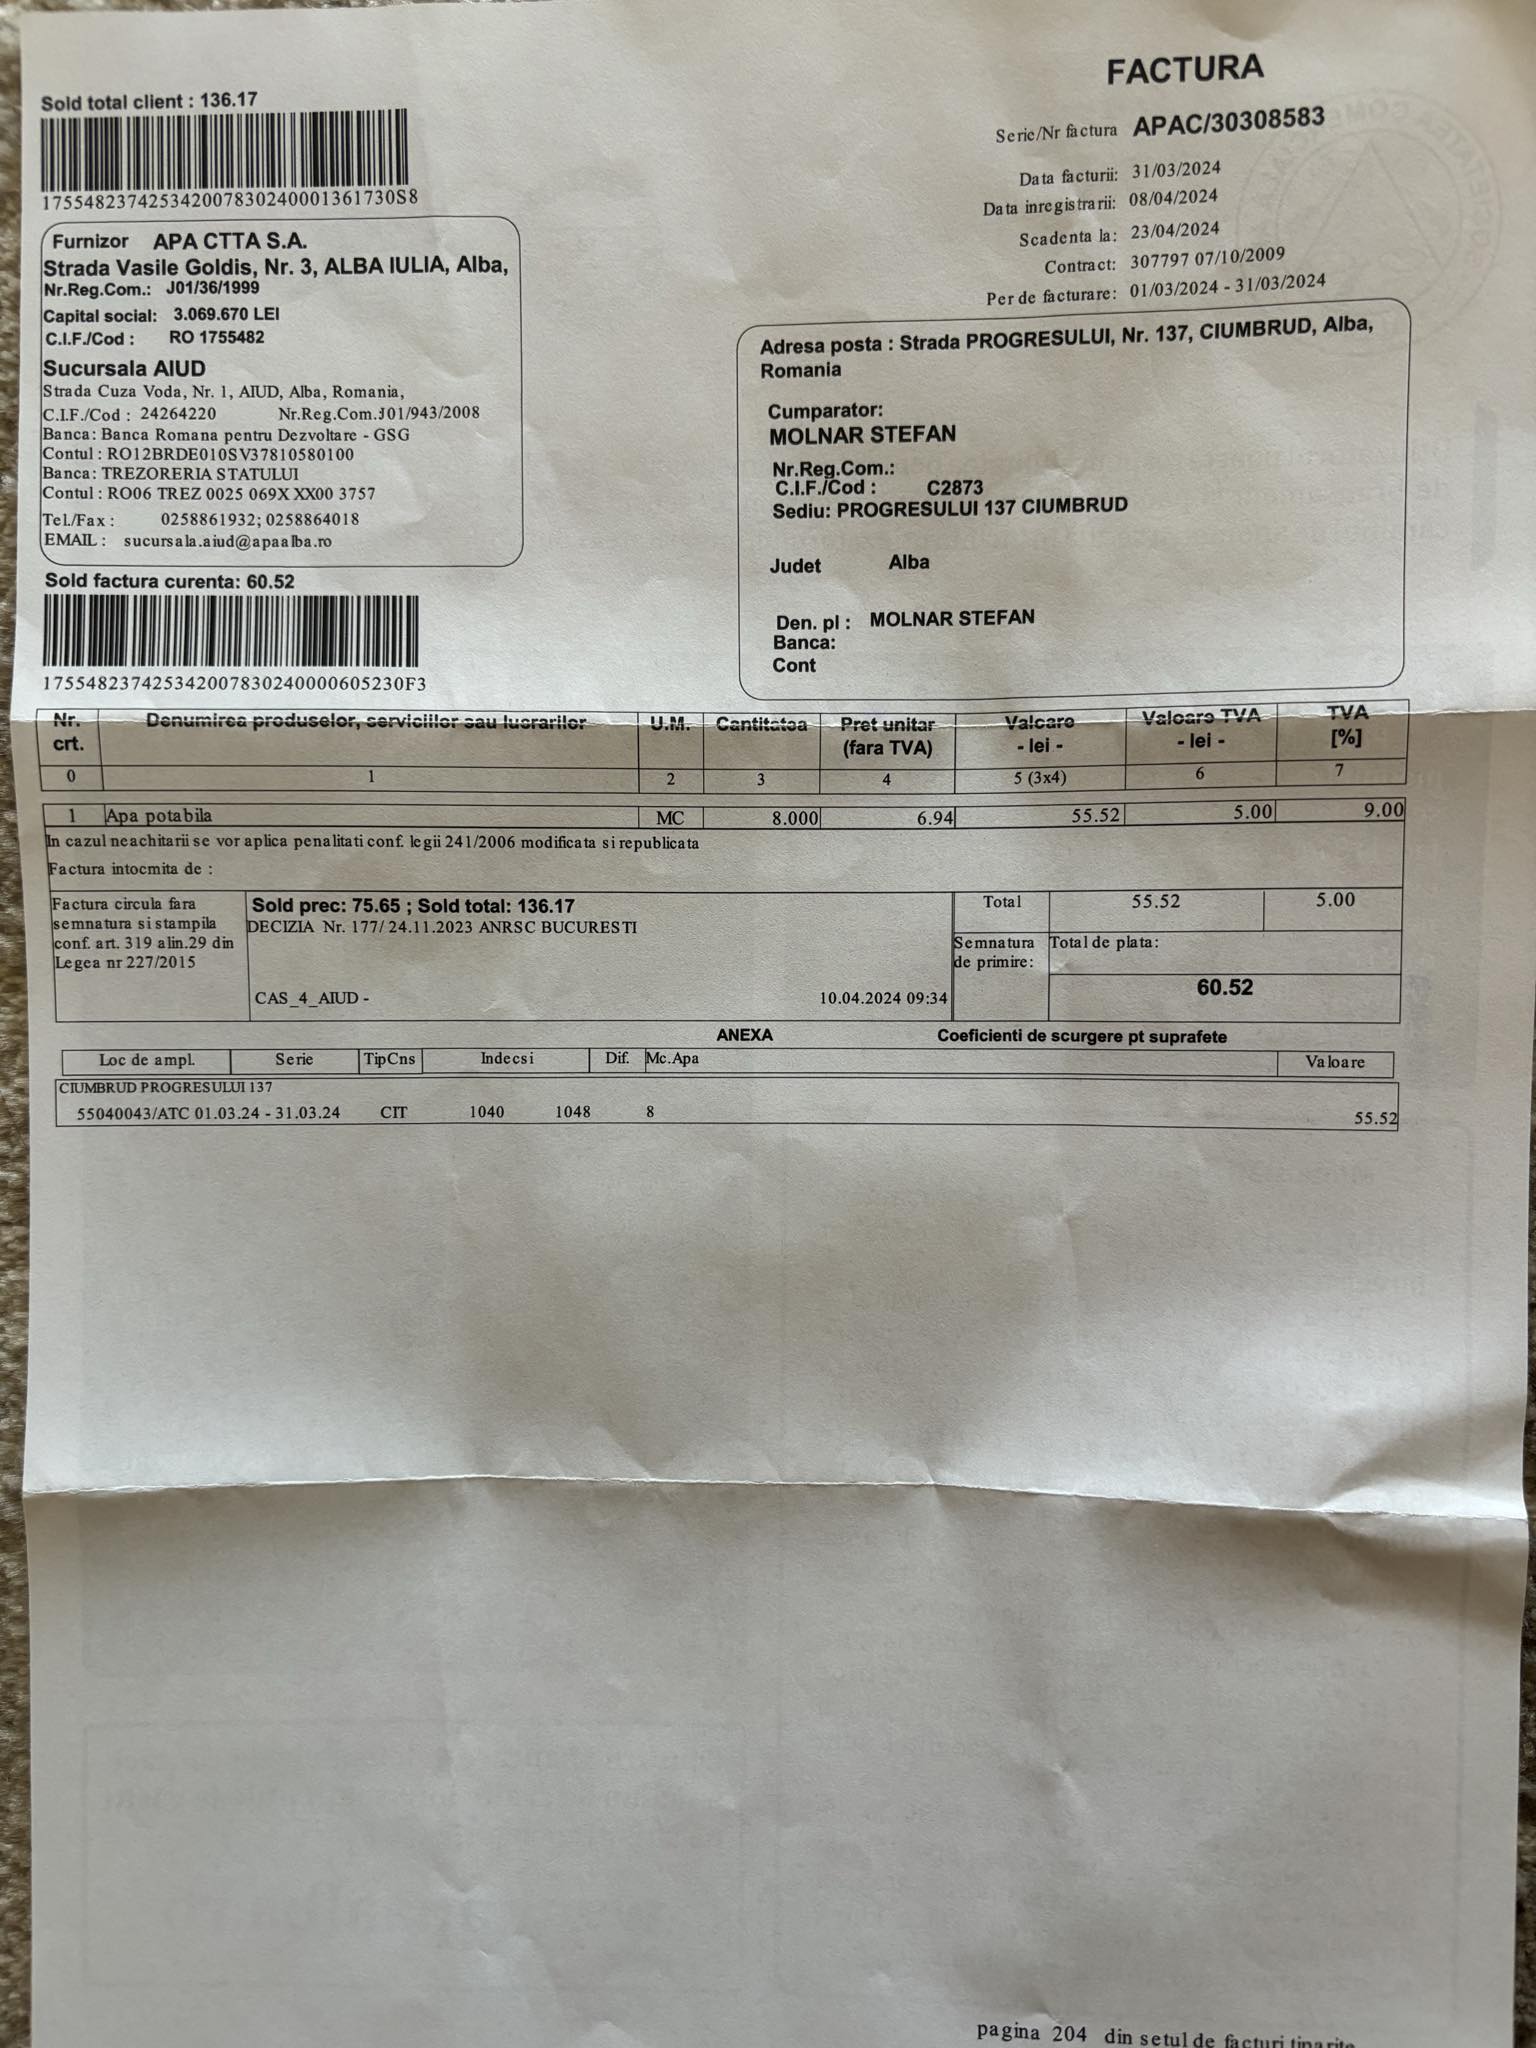 FACTURA
Sold total client : 136.17
Serie/Nr factura APAC/30308583
175548237425342007830240001361730S8
Data facturii: 31/03/2024
Data inregistrarii: 08/04/2024
Scadenta la: 23/04/2024
Contract: 307797 07/10/2009
Per de facturare: 01/03/2024 - 31/03/2024
Furnizor APA CTTA S.A.
Strada Vasile Goldis, Nr. 3, ALBA IULIA, Alba,
Nr.Reg.Com.: J01/36/1999
Capital social: 3.069.670 LEI
C.I.F./Cod : RO 1755482
Sucursala AIUD
Strada Cuza Voda, Nr. 1, AIUD, Alba, Romania,
C.I.F./Cod : 24264220 Nr.Reg.Com.J01/943/2008
Banca: Banca Romana pentru Dezvoltare - GSG
Contul : RO12BRDE010SV37810580100
Banca: TREZORERIA STATULUI
Contul : RO06 TREZ 0025 069X XX00 3757
Tel./Fax : 0258861932; 0258864018
EMAIL : sucursala.aiud@apaalba.ro
Adresa posta : Strada PROGRESULUI, Nr. 137, CIUMBRUD, Alba,
Romania
Cumparator:
MOLNAR STEFAN
Nr.Reg.Com.:
C.I.F./Cod : C2873
Sediu: PROGRESULUI 137 CIUMBRUD
Judet Alba
Den. pl : MOLNAR STEFAN
Banca:
Cont
Sold factura curenta: 60.52
175548237425342007830240000605230F3
Nr. crt. Denumirea produselor, serviciilor sau lucrarilor U.M. Cantitatea Pret unitar (fara TVA) Valoare - lei - Valoare TVA - lei - TVA [%]
0 1 2 3 4 5 (3x4) 6 7
1 Apa potabila MC 8.000 6.94 55.52 5.00 9.00
In cazul neachitarii se vor aplica penalitati conf. legii 241/2006 modificata si republicata
Factura intocmita de :
Factura circula fara
semnatura si stampila
conf. art. 319 alin.29 din
Legea nr 227/2015
Sold prec: 75.65 ; Sold total: 136.17
DECIZIA Nr. 177/ 24.11.2023 ANRSC BUCURESTI
CAS_4_AIUD - 10.04.2024 09:34
Total 55.52 5.00
Semnatura de primire: Total de plata:
60.52
ANEXA Coeficienti de scurgere pt suprafete
Loc de ampl. Serie TipCns Indecsi Dif. Mc.Apa Valoare
CIUMBRUD PROGRESULUI 137
55040043/ATC 01.03.24 - 31.03.24 CIT 1040 1048 8 55.52
pagina 204 din setul de facturi tiparite